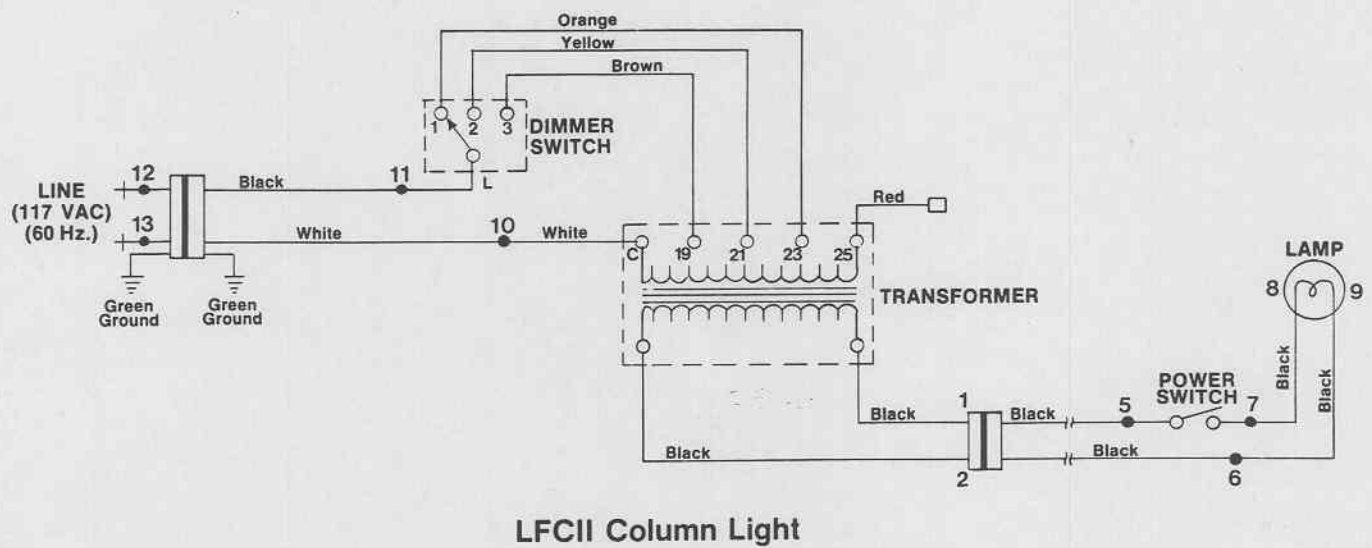 Orange
Yellow
Brown
1 2 3
DIMMER
SWITCH
L
LINE
(117 VAC)
(60 Hz.)
12
13
Black
11
White
10
White
Green
Ground
Green
Ground
Red
C 19 21 23 25
TRANSFORMER
LAMP
8 9
Black
Black
POWER
SWITCH
Black
1
Black
5
7
Black
2
Black
6
LFCII Column Light